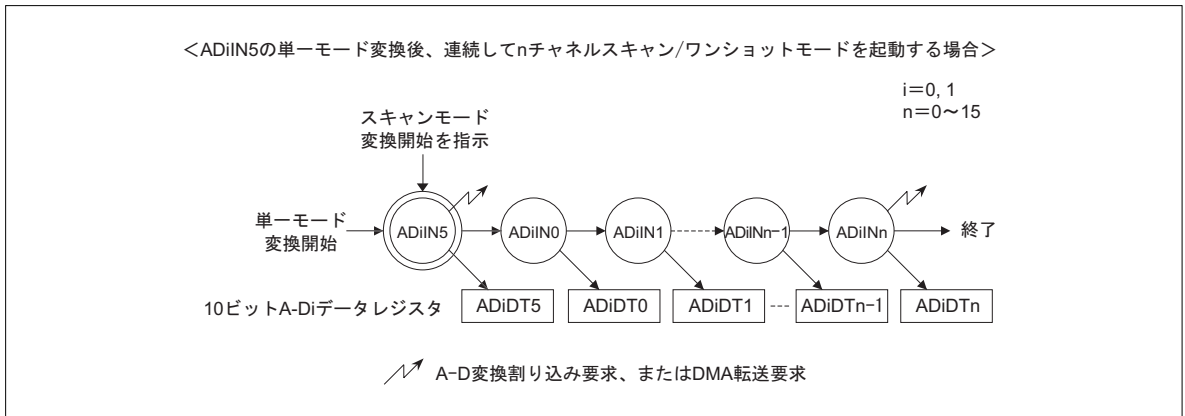 <ADiIN5の単一モード変換後、連続してnチャネルスキャン/ワンショットモードを起動する場合>
i=0, 1
n=0〜15
スキャンモード
変換開始を指示
単一モード
変換開始
ADiIN5
ADiIN0
ADiIN1
ADiINn-1
ADiINn
終了
10ビットA-Diデータレジスタ
ADiDT5
ADiDT0
ADiDT1
ADiDTn-1
ADiDTn
A-D変換割り込み要求、またはDMA転送要求